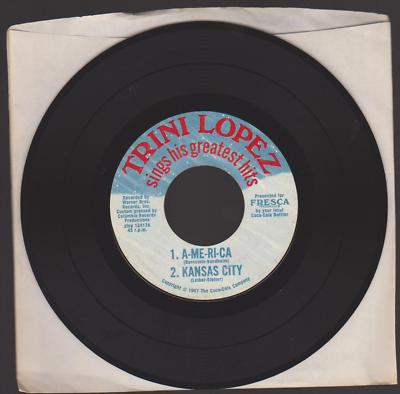 TRINI LOPEZ
sings his greatest hits
Recorded by
Warner Bros.
Records, Inc.
Custom pressed by
Columbia Records
Productions
45 r.p.m.
Presented for
FRESCA
by your local
Coca-Cola Bottler
1. A-ME-RI-CA
(Bernstein-Sondheim)
2. KANSAS CITY
(Leiber-Stoller)
Copyright © 1967 The Coca-Cola Company